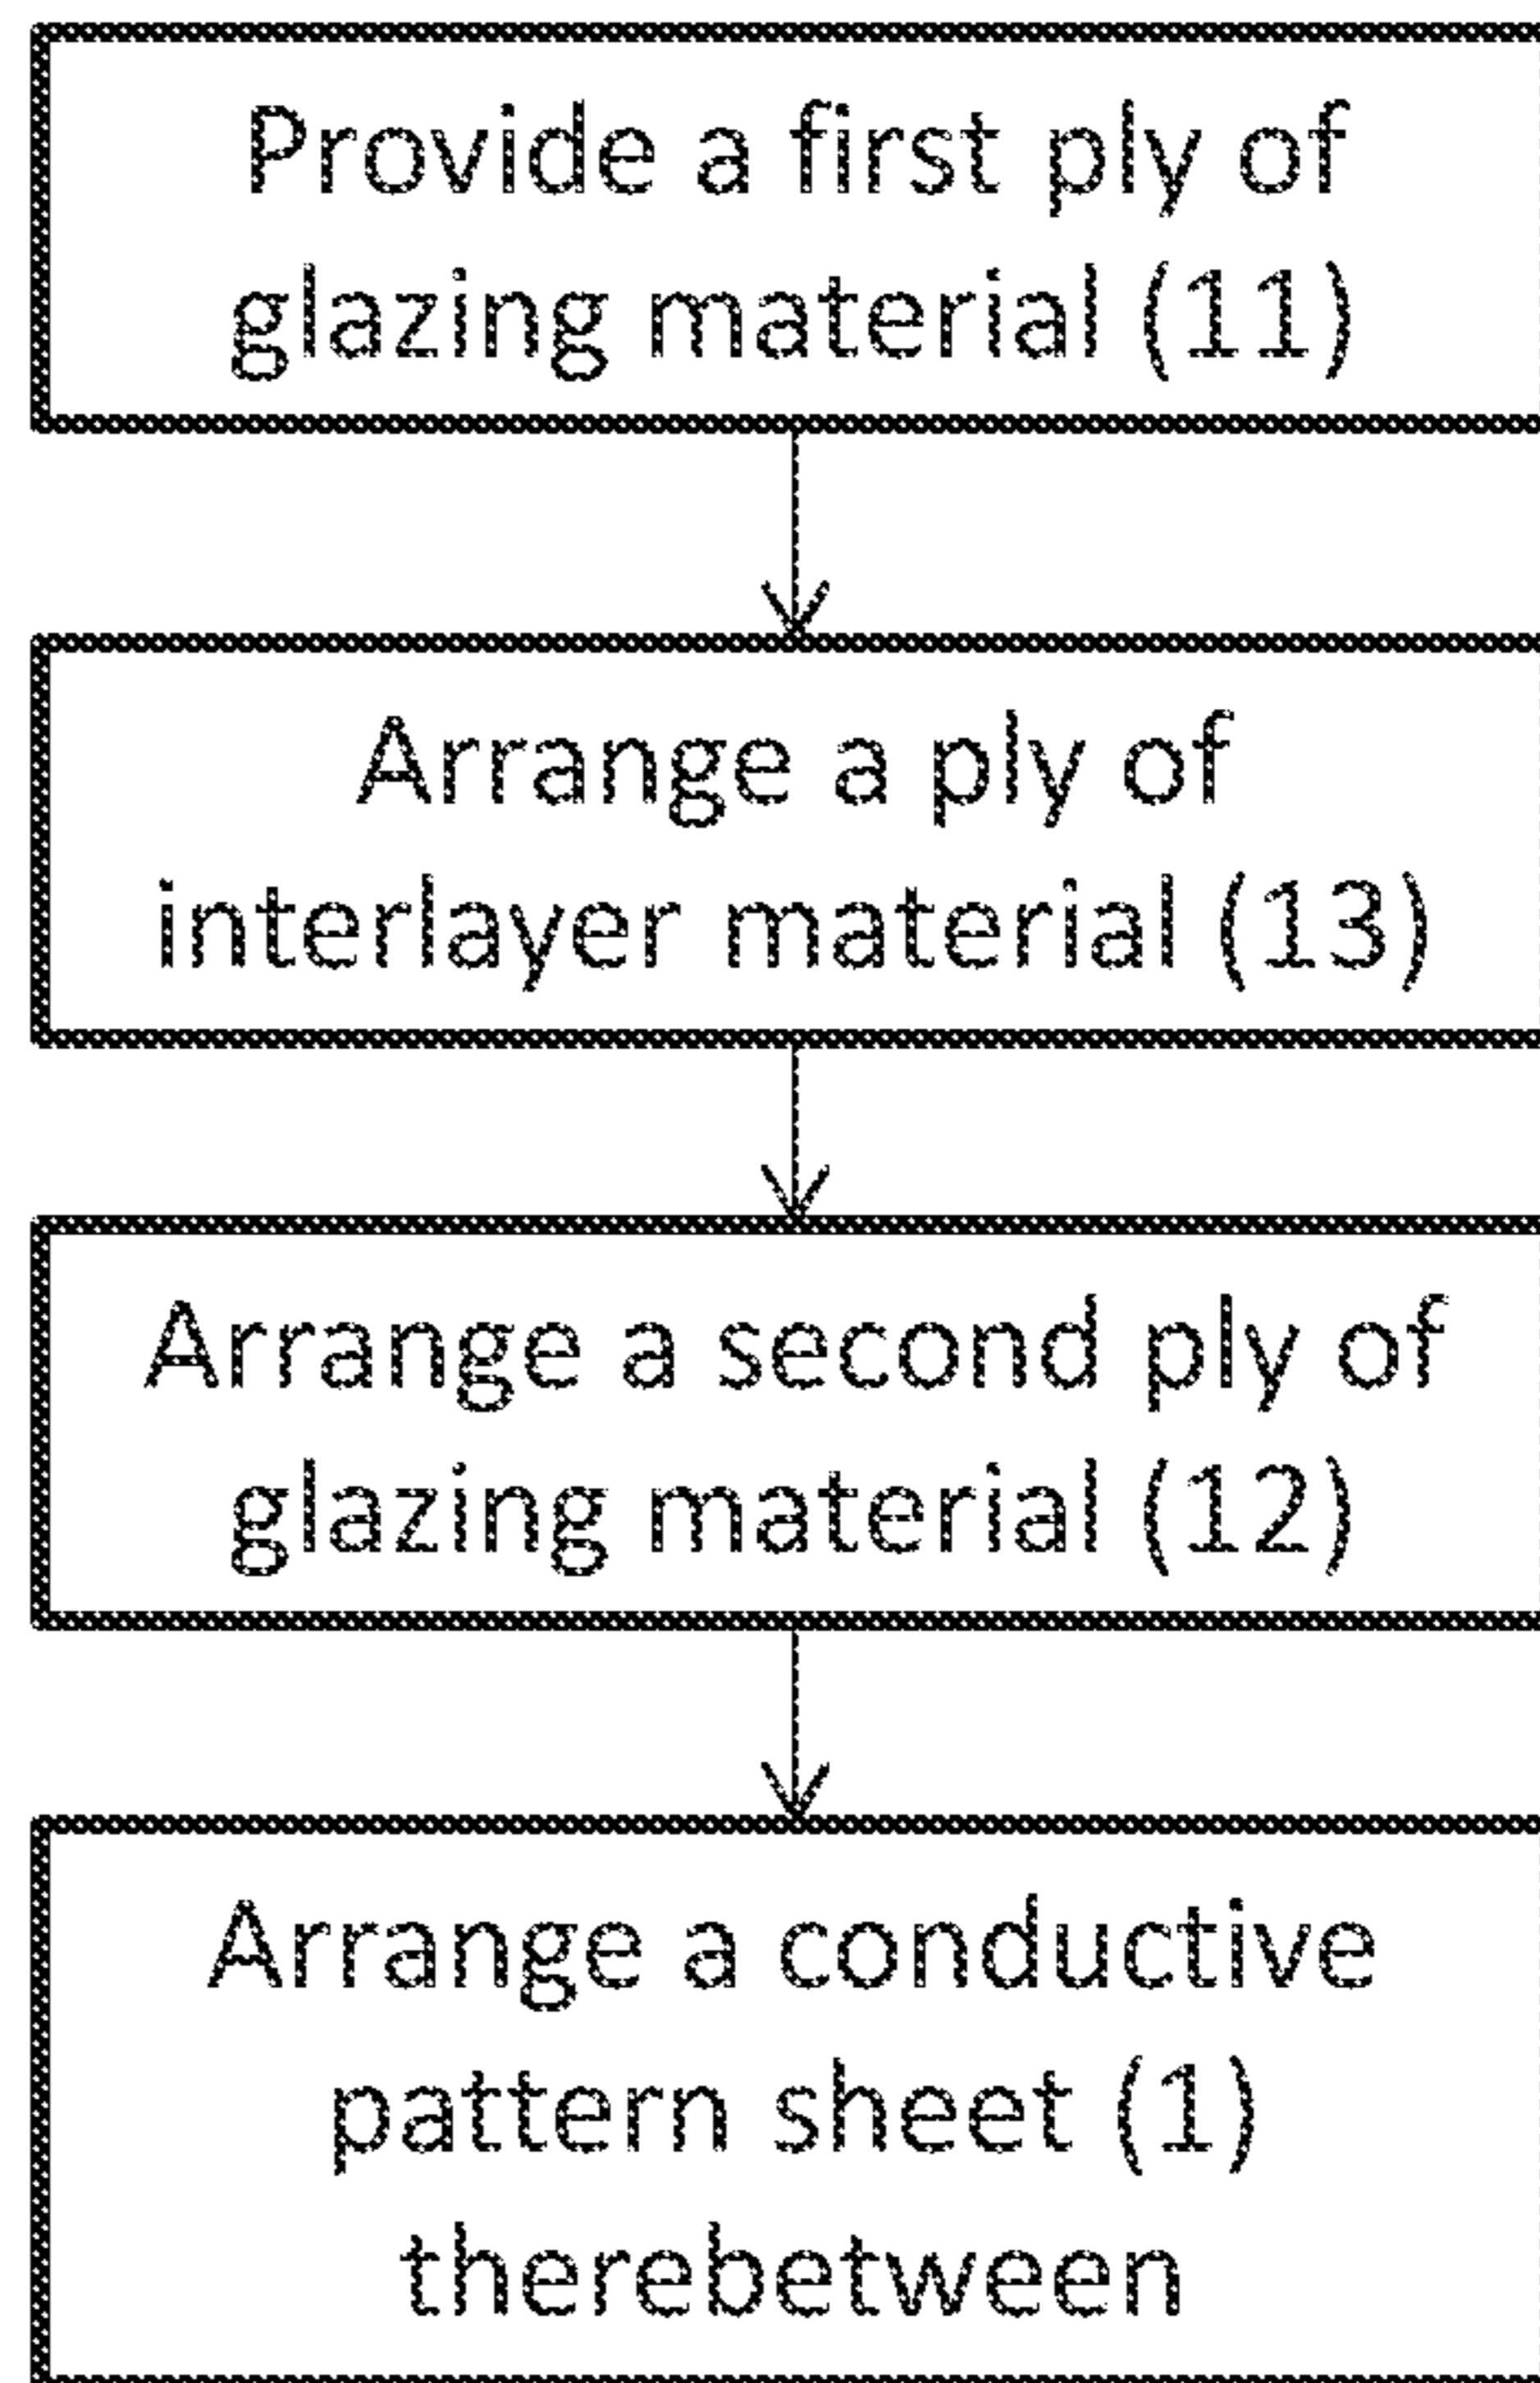 Provide a first ply of
glazing material (11)
Arrange a ply of
interlayer material (13)
Arrange a second ply of
glazing material (12)
Arrange a conductive
pattern sheet (1)
therebetween